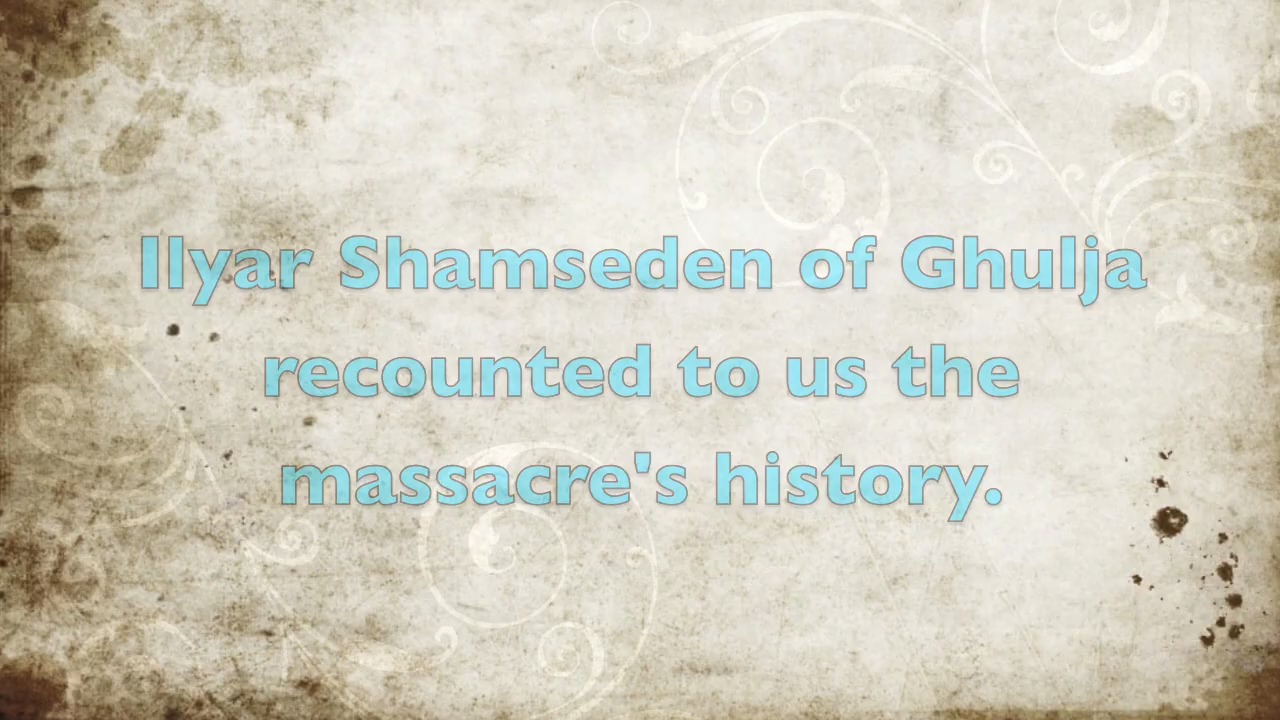 Ilyar Shamseden of Ghulja
recounted to us the
massacre's history.